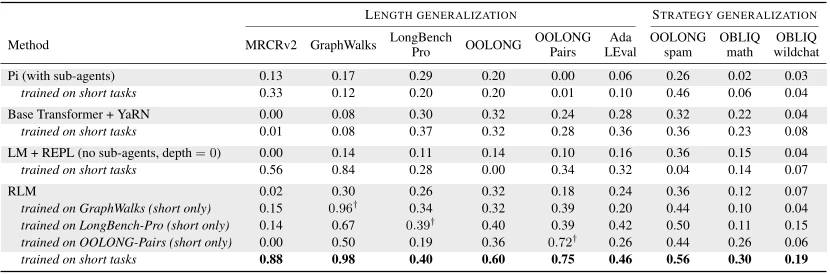 LENGTH GENERALIZATION STRATEGY GENERALIZATION
Method MRCRv2 GraphWalks LongBench Pro OOLONG OOLONG Pairs Ada LEval OOLONG spam OBLIQ math OBLIQ wildchat
Pi (with sub-agents) 0.13 0.17 0.29 0.20 0.00 0.06 0.26 0.02 0.03
trained on short tasks 0.33 0.12 0.20 0.20 0.01 0.10 0.46 0.06 0.04
Base Transformer + YaRN 0.00 0.08 0.30 0.32 0.24 0.28 0.32 0.22 0.04
trained on short tasks 0.01 0.08 0.37 0.32 0.28 0.36 0.36 0.23 0.08
LM + REPL (no sub-agents, depth = 0) 0.00 0.14 0.11 0.14 0.10 0.16 0.36 0.15 0.04
trained on short tasks 0.56 0.84 0.28 0.00 0.34 0.32 0.04 0.14 0.07
RLM 0.02 0.30 0.26 0.32 0.18 0.24 0.36 0.12 0.07
trained on GraphWalks (short only) 0.15 0.96† 0.34 0.32 0.39 0.20 0.44 0.10 0.04
trained on LongBench-Pro (short only) 0.14 0.67 0.39† 0.40 0.39 0.42 0.50 0.11 0.15
trained on OOLONG-Pairs (short only) 0.00 0.50 0.19 0.36 0.72† 0.26 0.44 0.26 0.06
trained on short tasks 0.88 0.98 0.40 0.60 0.75 0.46 0.56 0.30 0.19